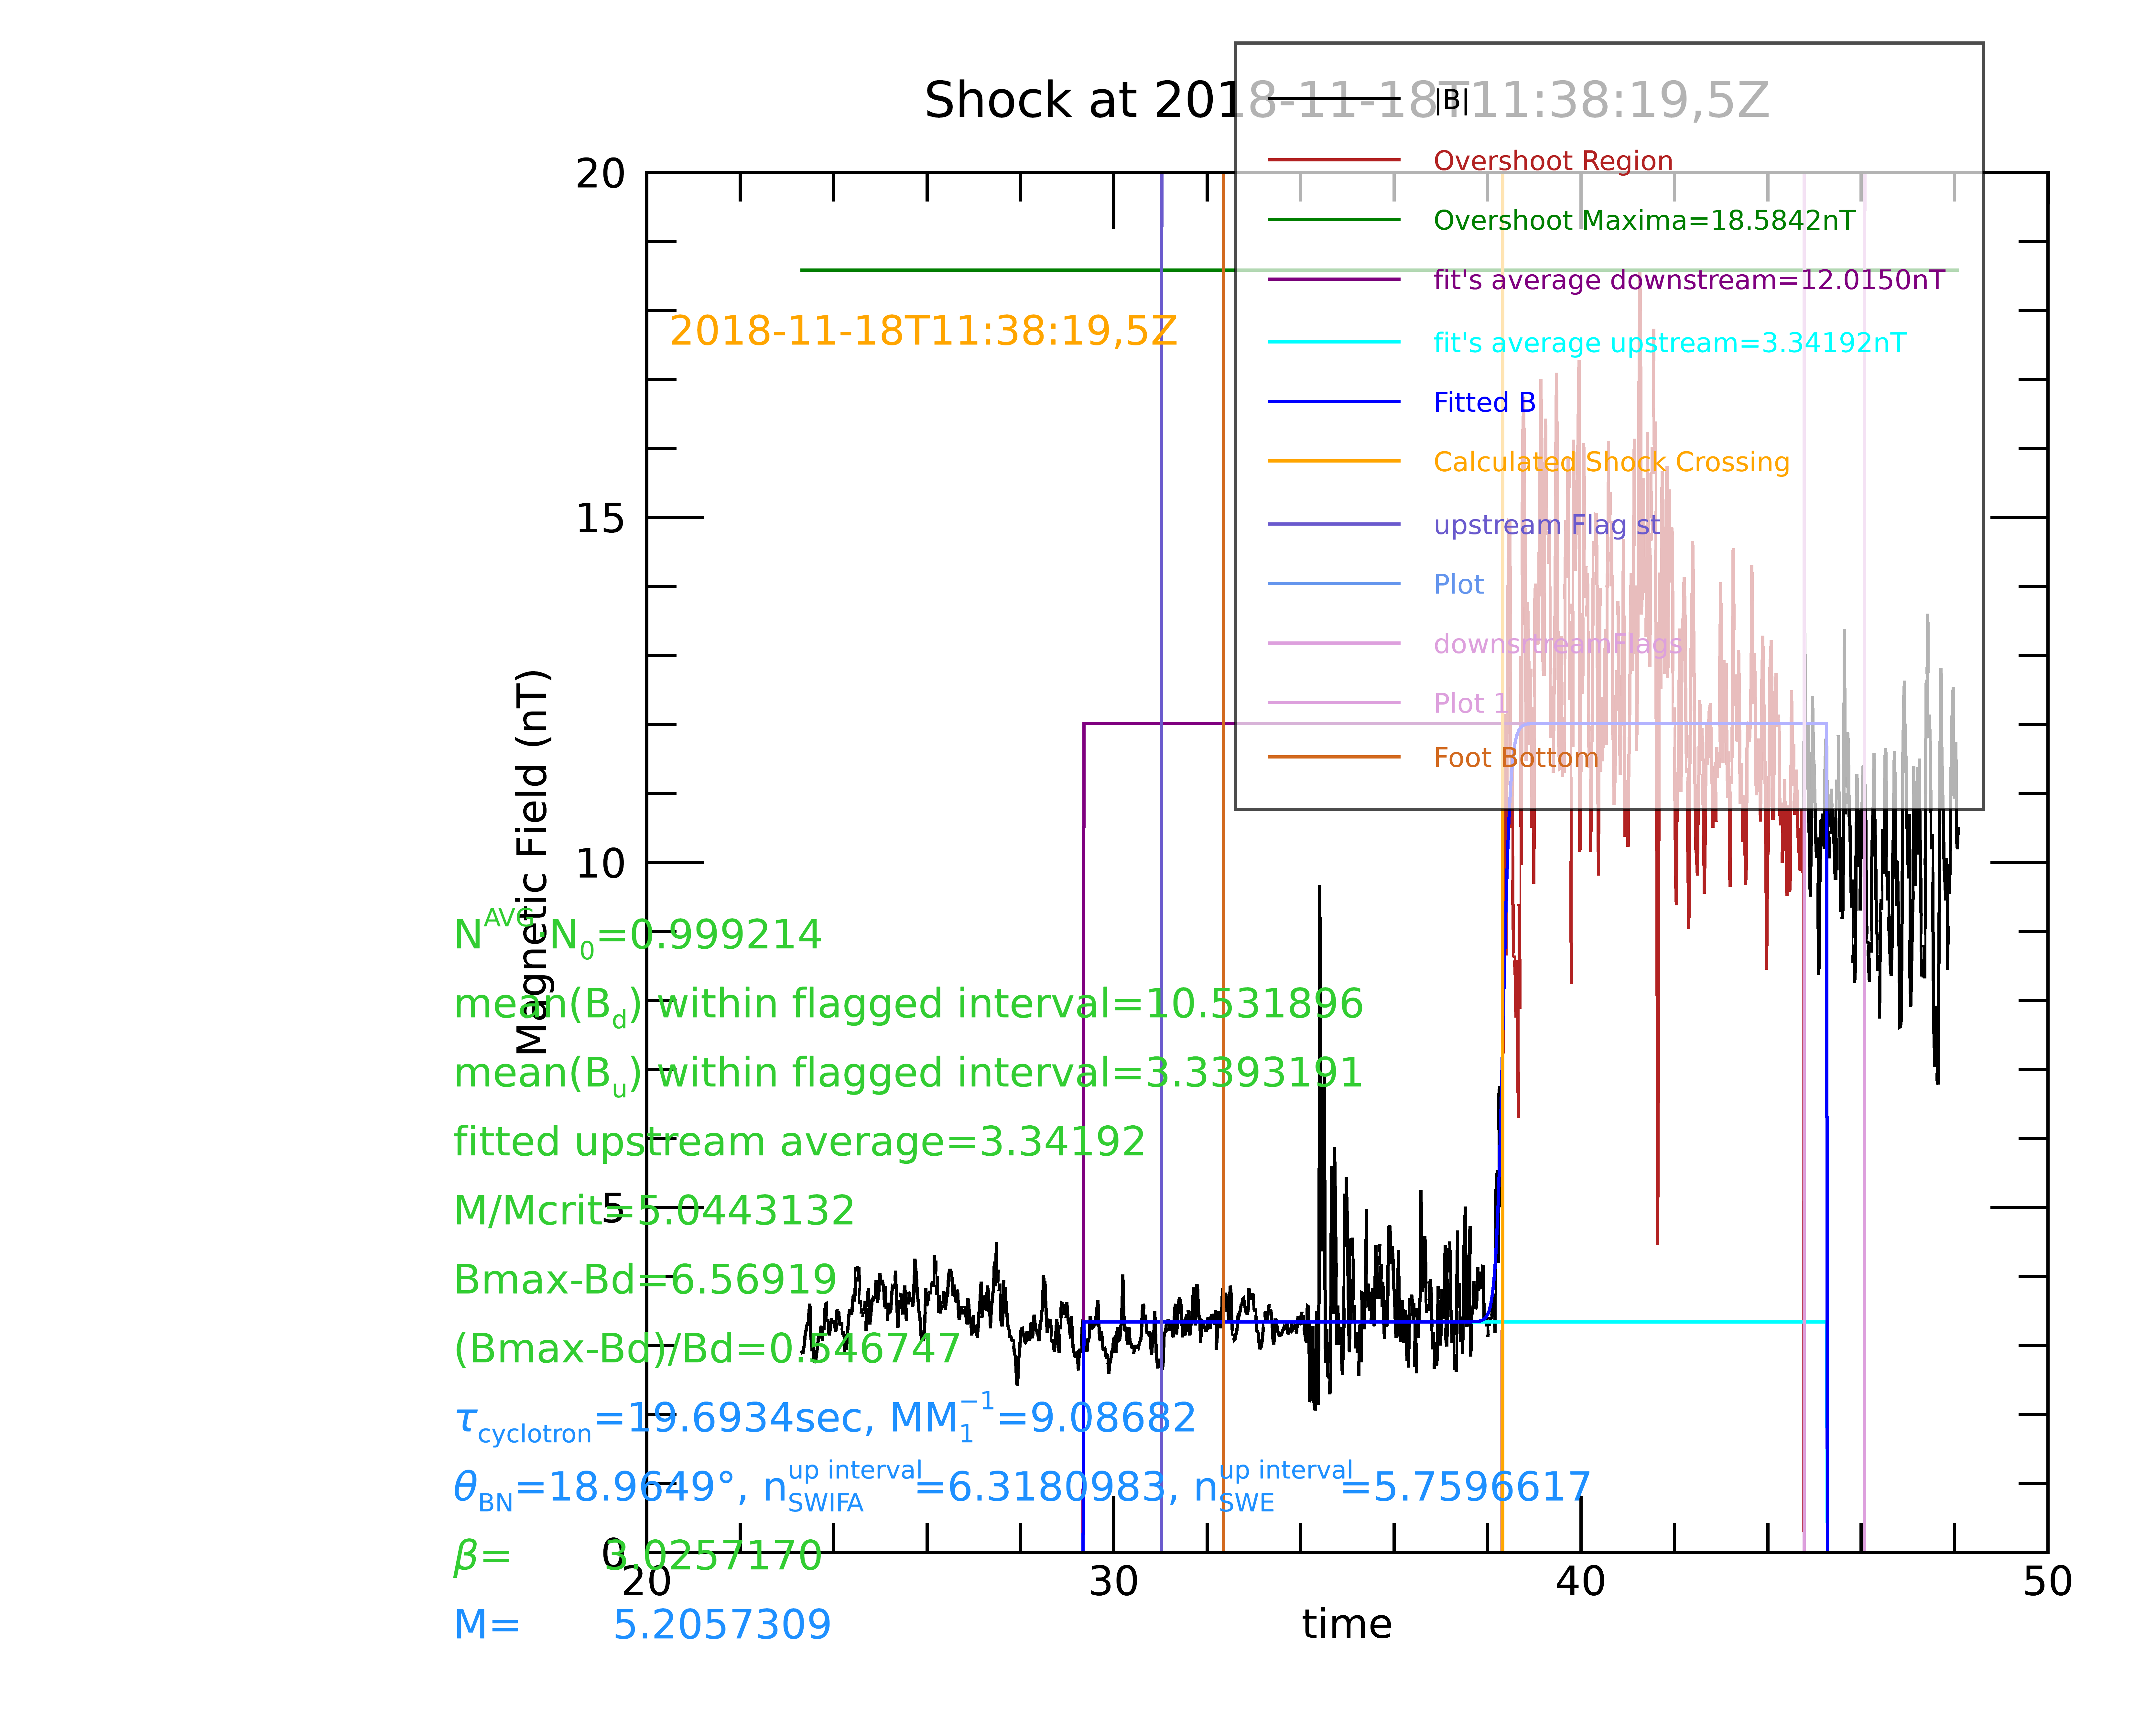 Shock at 2018-11-18T11:38:19,5Z
|B|
Overshoot Region
Overshoot Maxima=18.5842nT
fit's average downstream=12.0150nT
fit's average upstream=3.34192nT
Fitted B
Calculated Shock Crossing
upstream Flag st
Plot
downsrtreamFlags
Plot 1
Foot Bottom
2018-11-18T11:38:19,5Z
20
15
10
5
0
Magnetic Field (nT)
N^AVG·N_0=0.999214
mean(B_d) within flagged interval=10.531896
mean(B_u) within flagged interval=3.3393191
fitted upstream average=3.34192
M/Mcrit=5.0443132
Bmax-Bd=6.56919
(Bmax-Bd)/Bd=0.546747
τ_cyclotron=19.6934sec, MM_1^−1=9.08682
θ_BN=18.9649°, n_SWIFA^up interval=6.3180983, n_SWE^up interval=5.7596617
β= 3.0257170
M= 5.2057309
20 30 40 50
time